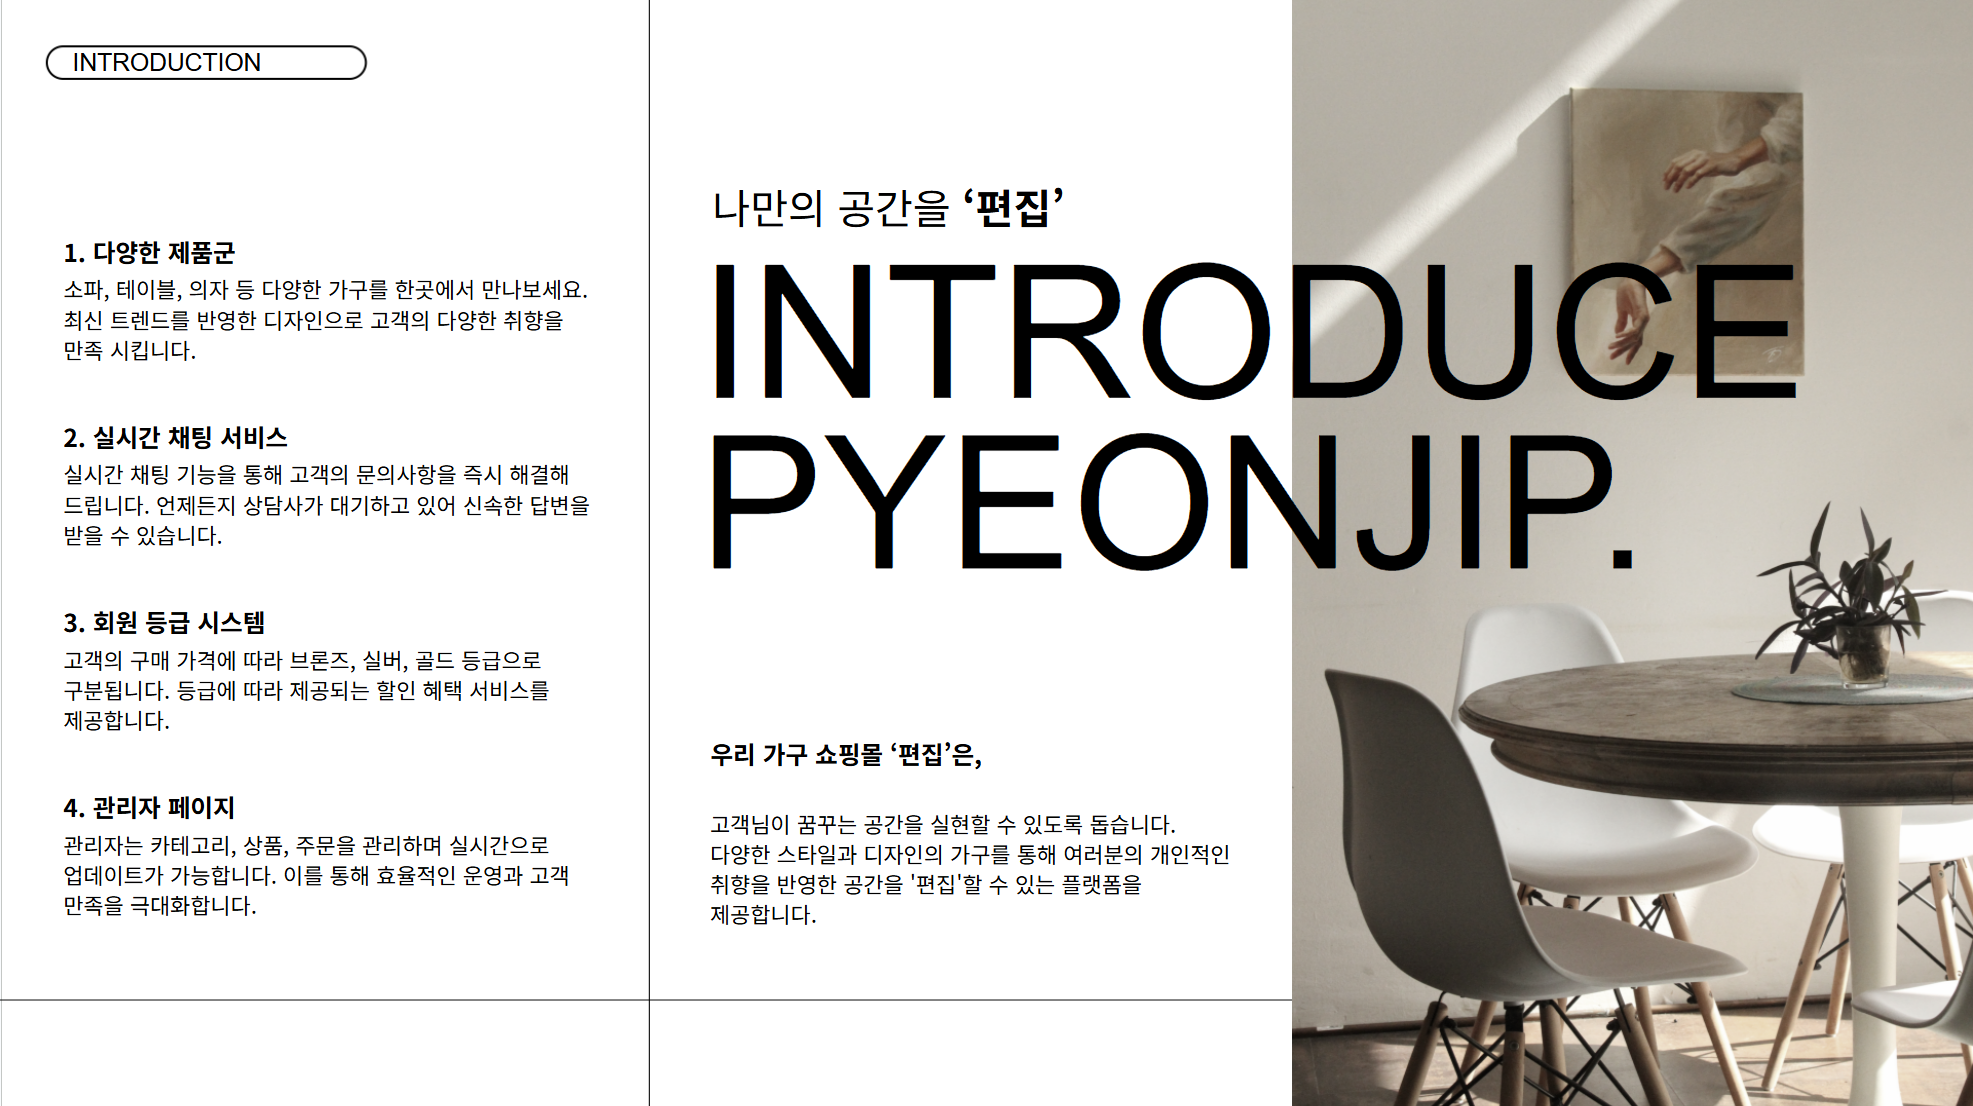 INTRODUCTION
1. 다양한 제품군
소파, 테이블, 의자 등 다양한 가구를 한곳에서 만나보세요.
최신 트렌드를 반영한 디자인으로 고객의 다양한 취향을
만족 시킵니다.
2. 실시간 채팅 서비스
실시간 채팅 기능을 통해 고객의 문의사항을 즉시 해결해
드립니다. 언제든지 상담사가 대기하고 있어 신속한 답변을
받을 수 있습니다.
3. 회원 등급 시스템
고객의 구매 가격에 따라 브론즈, 실버, 골드 등급으로
구분됩니다. 등급에 따라 제공되는 할인 혜택 서비스를
제공합니다.
4. 관리자 페이지
관리자는 카테고리, 상품, 주문을 관리하며 실시간으로
업데이트가 가능합니다. 이를 통해 효율적인 운영과 고객
만족을 극대화합니다.
나만의 공간을 ‘편집’
INTRODUCE
PYEONJIP.
우리 가구 쇼핑몰 ‘편집’은,
고객님이 꿈꾸는 공간을 실현할 수 있도록 돕습니다.
다양한 스타일과 디자인의 가구를 통해 여러분의 개인적인
취향을 반영한 공간을 '편집'할 수 있는 플랫폼을
제공합니다.